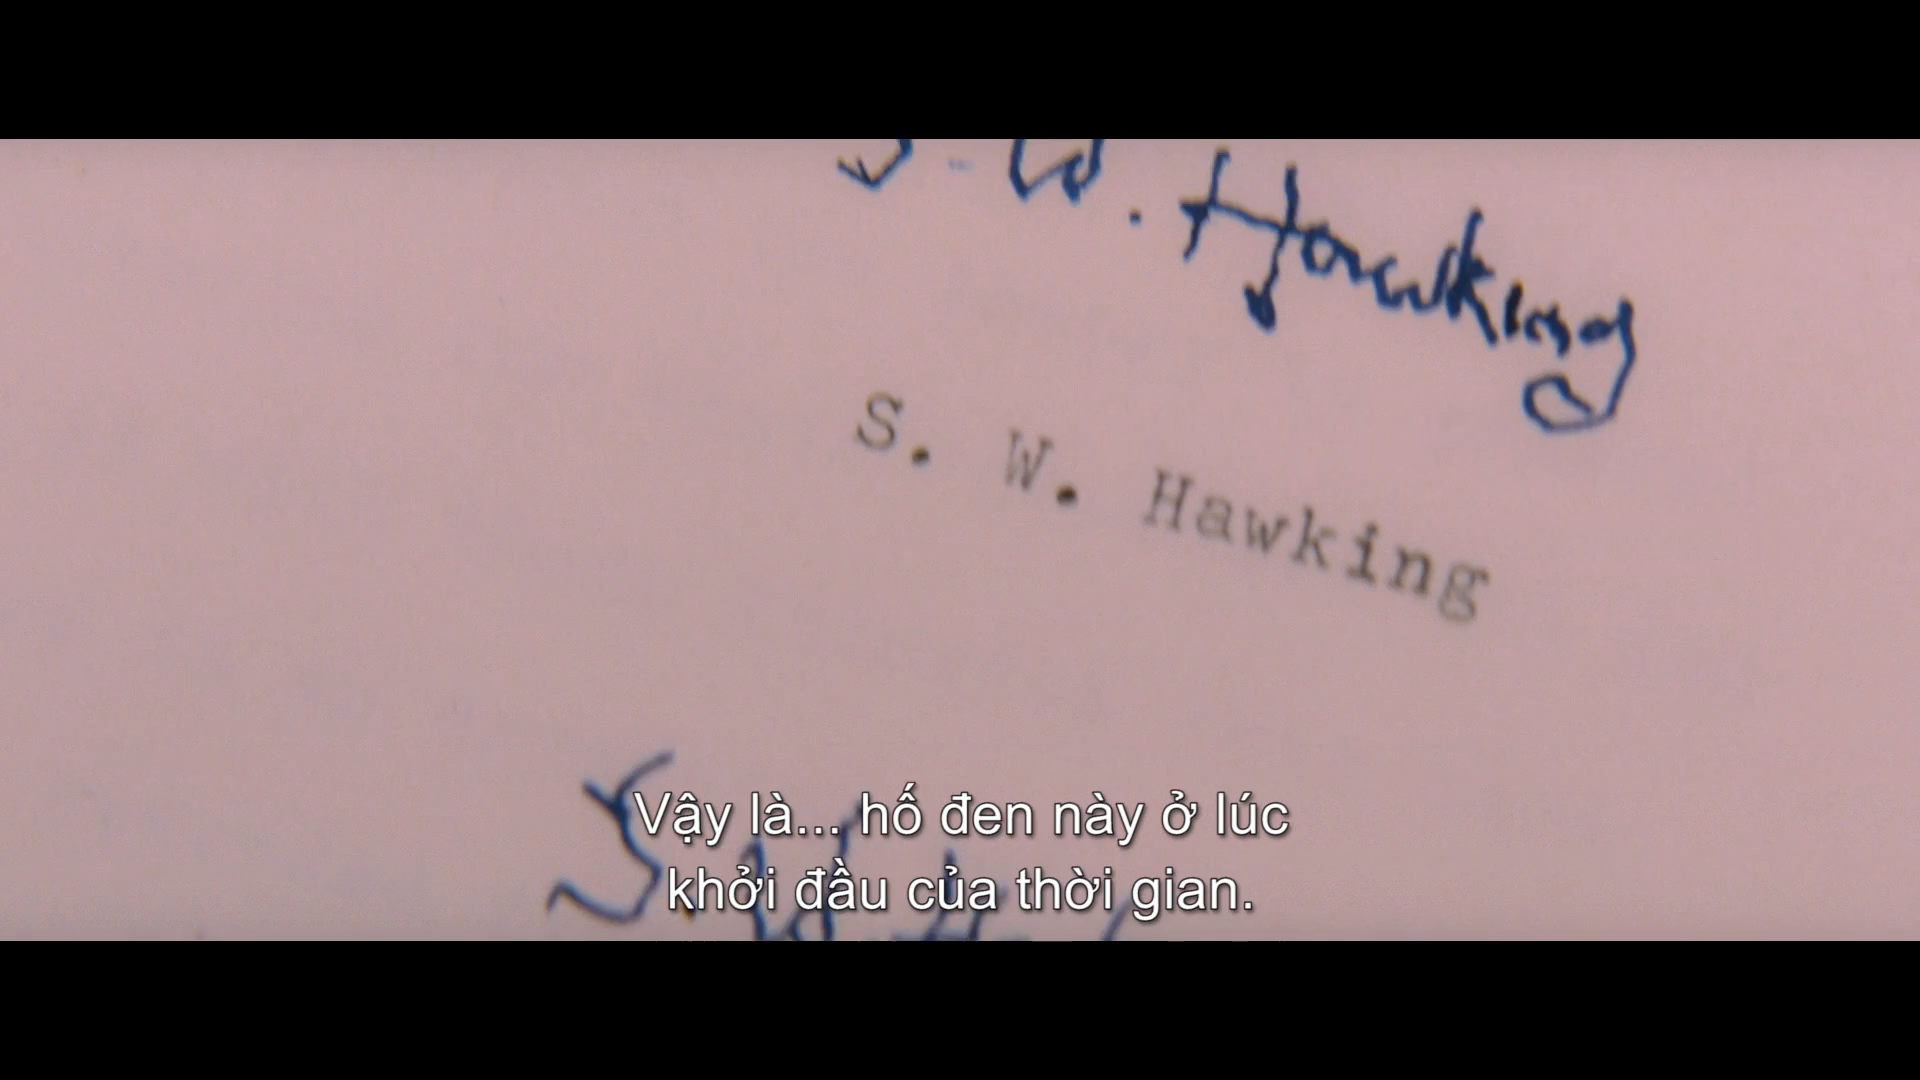 S. W. Hawking
S. W. Hawking
Vậy là... hố đen này ở lúc
khởi đầu của thời gian.